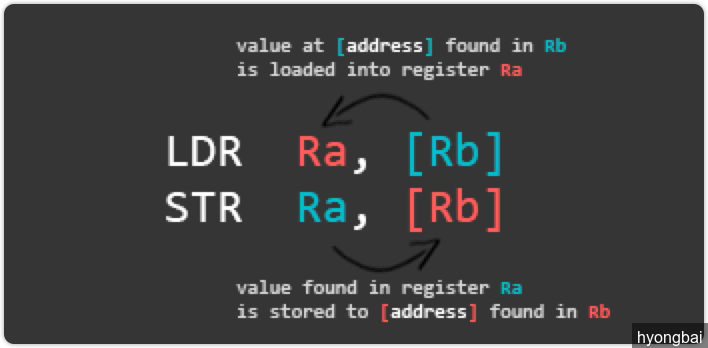 value at [address] found in Rb
is loaded into register Ra
LDR Ra, [Rb]
STR Ra, [Rb]
value found in register Ra
is stored to [address] found in Rb
hyongbai